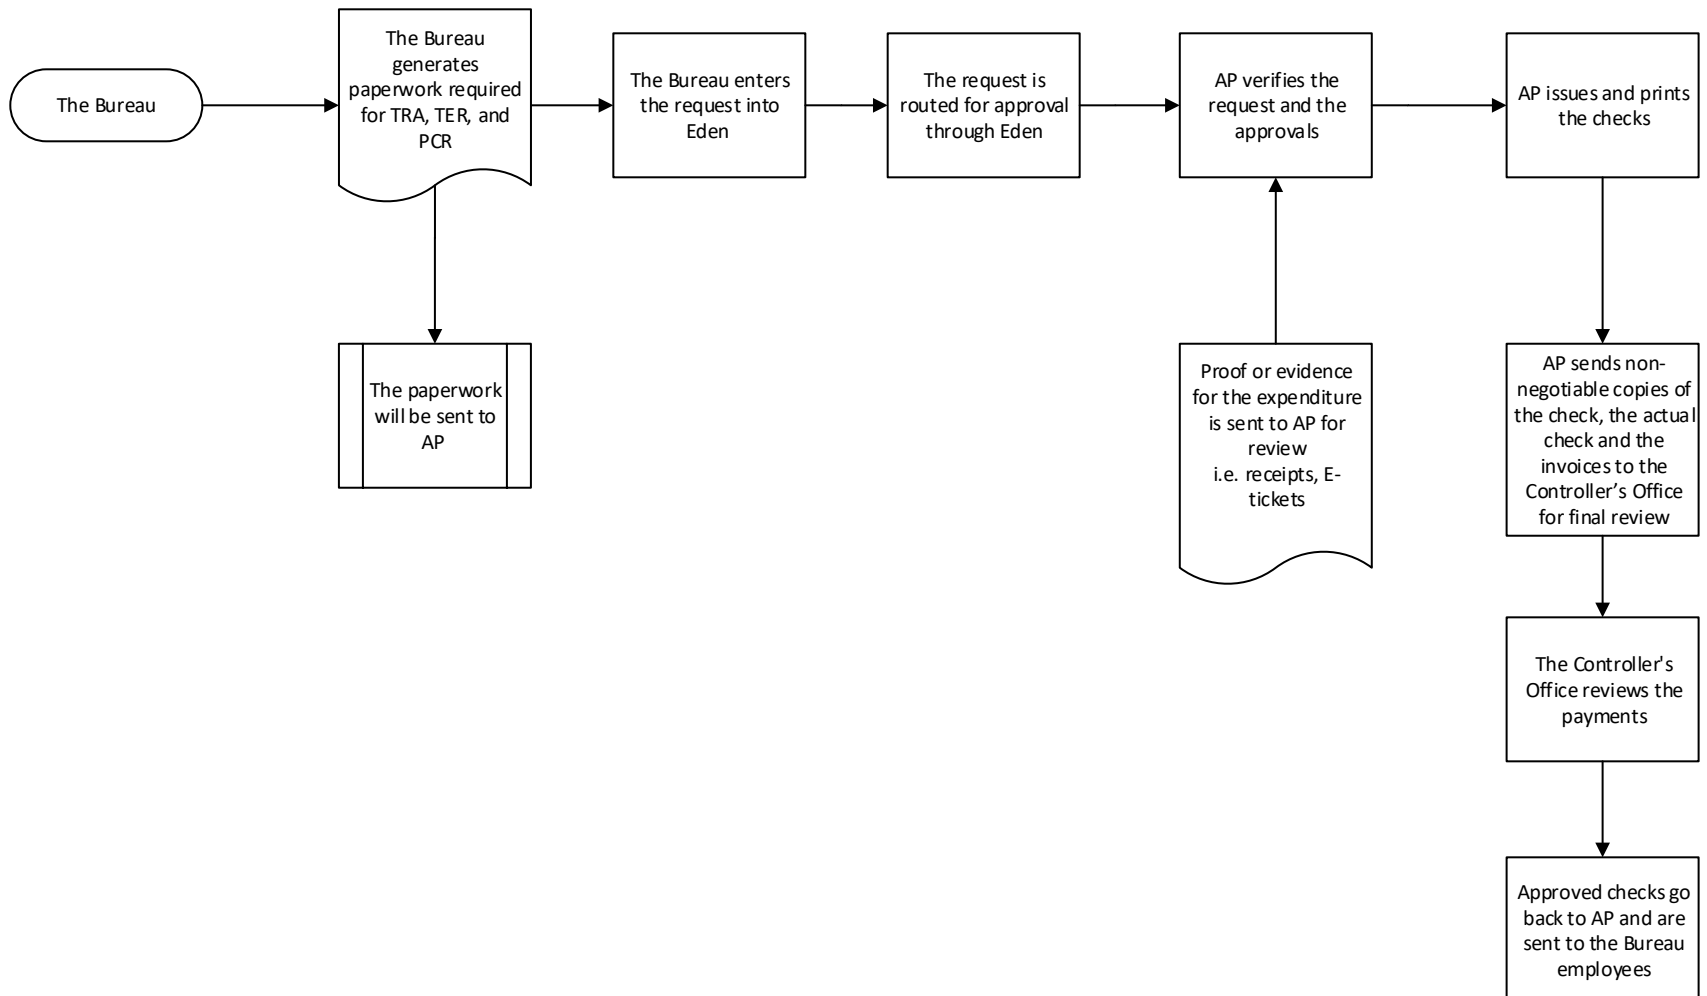 The Bureau
The Bureau
generates
paperwork required
for TRA, TER, and
PCR
The Bureau enters
the request into
Eden
The request is
routed for approval
through Eden
AP verifies the
request and the
approvals
AP issues and prints
the checks
The paperwork
will be sent to
AP
Proof or evidence
for the expenditure
is sent to AP for
review
i.e. receipts, E-
tickets
AP sends non-
negotiable copies of
the check, the actual
check and the
invoices to the
Controller’s Office
for final review
The Controller's
Office reviews the
payments
Approved checks go
back to AP and are
sent to the Bureau
employees